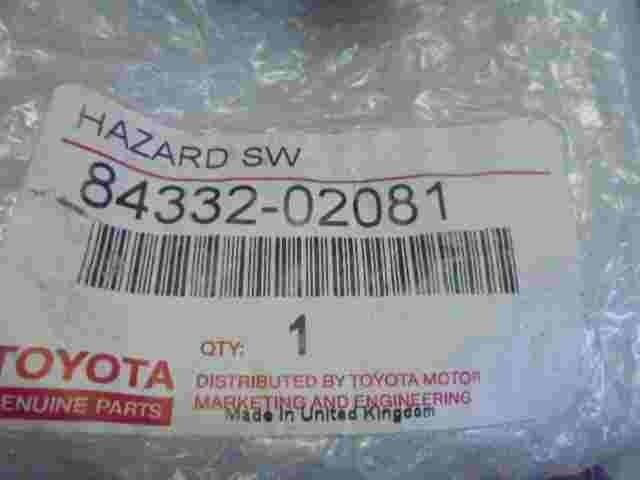 HAZARD SW
84332-02081
QTY: 1
TOYOTA
GENUINE PARTS
DISTRIBUTED BY TOYOTA MOTOR
MARKETING AND ENGINEERING
Made In United Kingdom